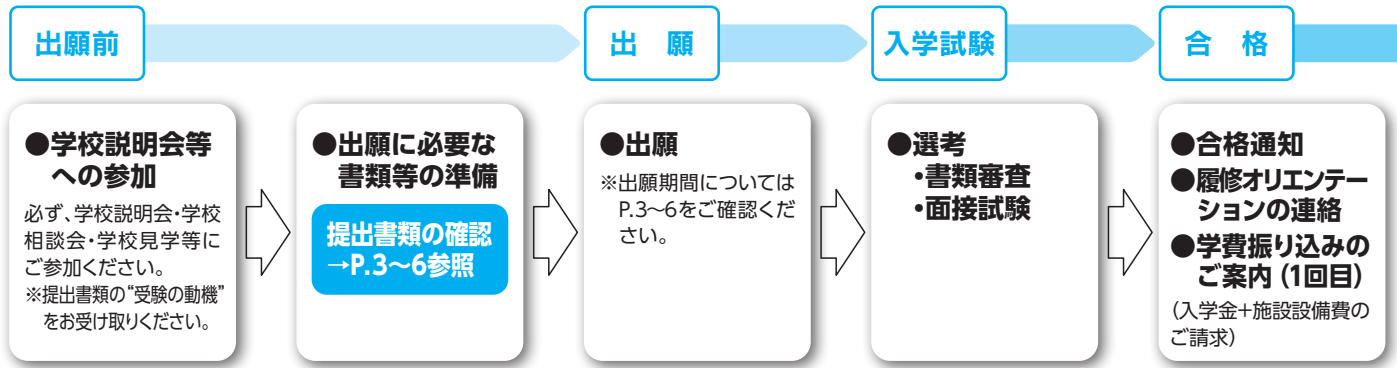 出願前
出 願
入学試験
合 格
●学校説明会等
への参加
必ず、学校説明会・学校
相談会・学校見学等に
ご参加ください。
※提出書類の“受験の動機”
をお受け取りください。
●出願に必要な
書類等の準備
提出書類の確認
→P.3〜6参照
●出願
※出願期間については
P.3〜6をご確認くだ
さい。
●選考
・書類審査
・面接試験
●合格通知
●履修オリエンテー
ションの連絡
●学費振り込みの
ご案内（1回目）
（入学金+施設設備費の
ご請求）